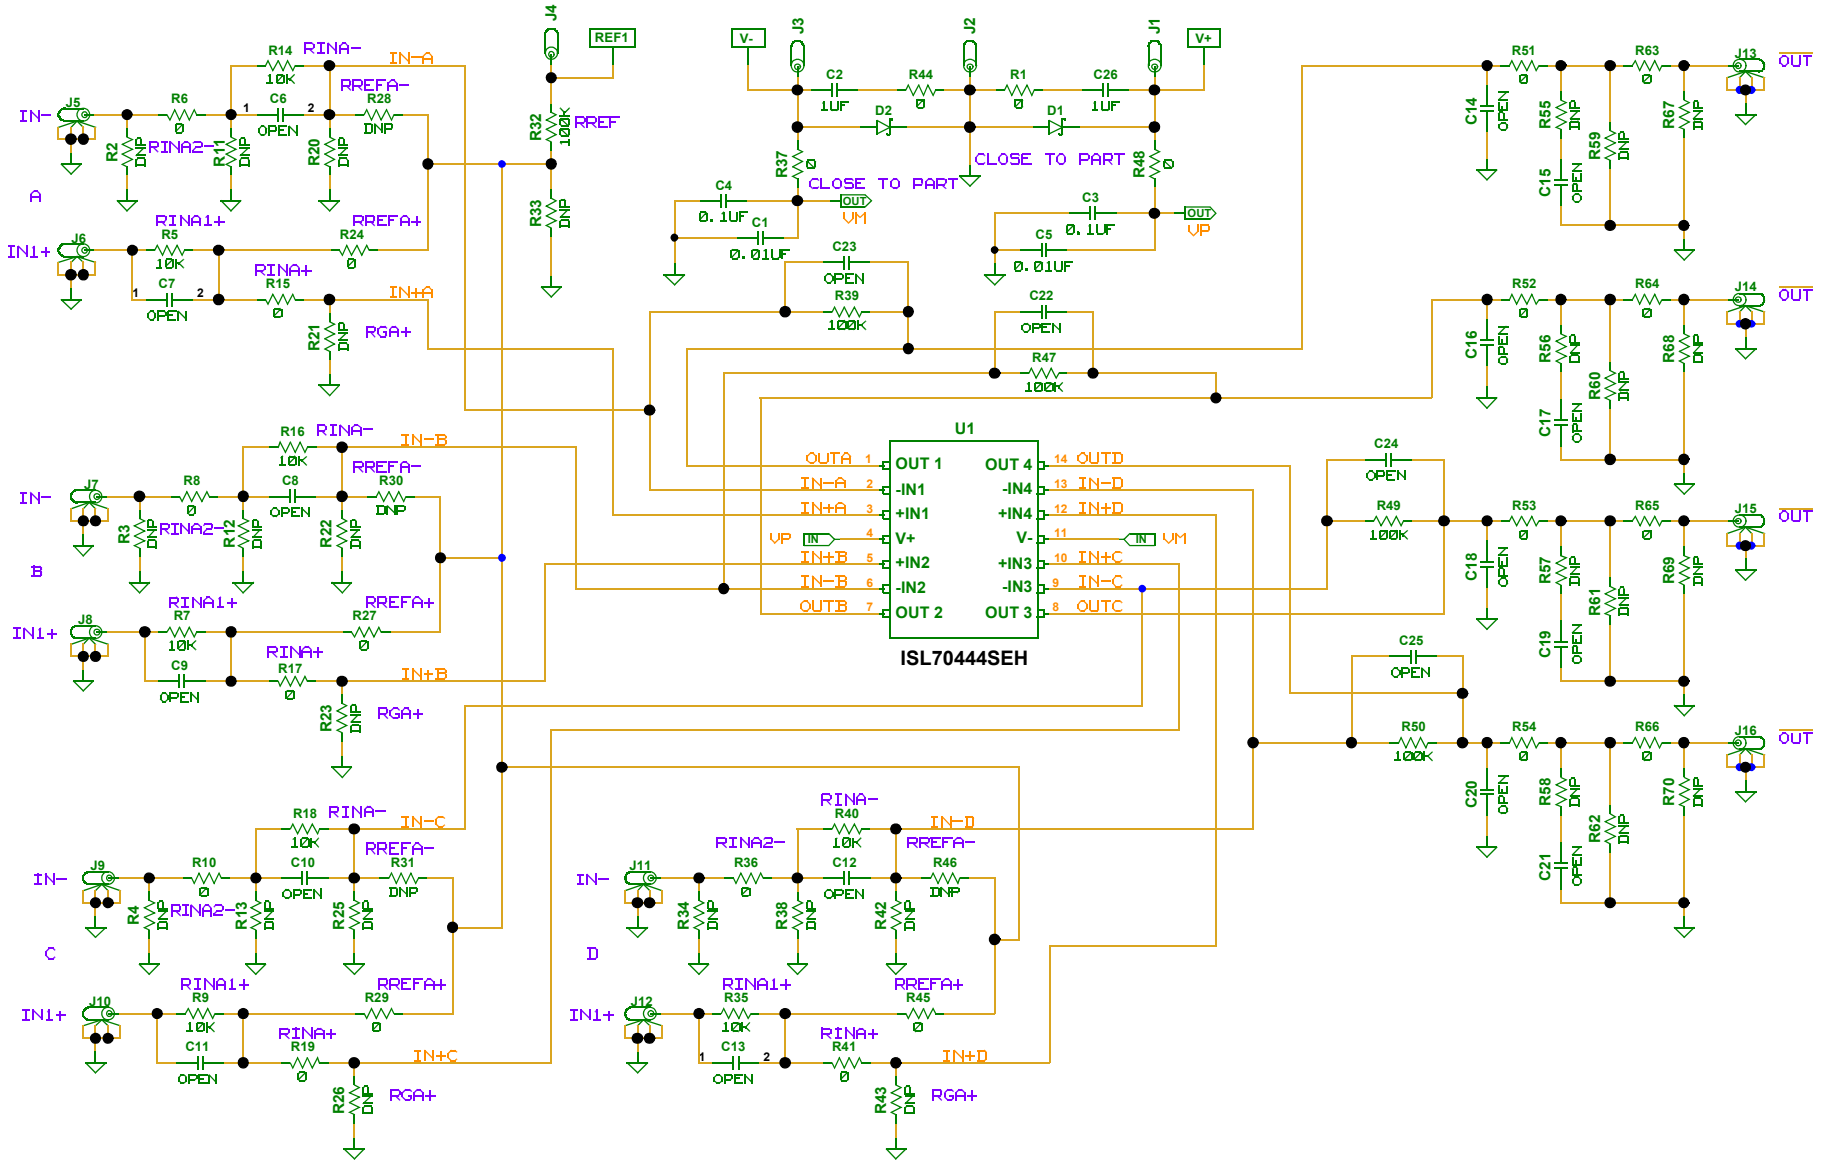 J4
REF1
V-
J3
J2
J1
V+
R14
RINA-
IN-A
10K
RREFA-
IN-
J5
R6
0
1
C6
2
OPEN
R28
DNP
R2
DNP
RINA2-
R11
DNP
R20
DNP
A
R32
100K
RREF
R33
DNP
C2
1UF
R44
0
R1
0
C26
1UF
D2
D1
R37
0
R48
0
CLOSE TO PART
CLOSE TO PART
C4
0.1UF
OUT
VM
C1
0.01UF
C3
0.1UF
OUT
VP
C5
0.01UF
IN1+
J6
RINA1+
R5
10K
RREFA+
R24
0
1
C7
2
OPEN
RINA+
R15
0
IN+A
R21
DNP
RGA+
C23
OPEN
R39
100K
C22
OPEN
R47
100K
R51
0
R63
0
J13
OUT
C14
OPEN
R55
DNP
R59
DNP
R67
DNP
C15
OPEN
R52
0
R64
0
J14
OUT
C16
OPEN
R56
DNP
R60
DNP
R68
DNP
C17
OPEN
R16
RINA-
IN-B
10K
RREFA-
IN-
J7
R8
0
C8
OPEN
R30
DNP
R3
DNP
RINA2-
R12
DNP
R22
DNP
B
IN1+
J8
RINA1+
R7
10K
RREFA+
R27
0
C9
OPEN
RINA+
R17
0
IN+B
R23
DNP
RGA+
U1
OUTA 1 OUT 1
IN-A 2 -IN1
IN+A 3 +IN1
VP IN 4 V+
IN+B 5 +IN2
IN-B 6 -IN2
OUTB 7 OUT 2
OUT 4 14 OUTD
-IN4 13 IN-D
+IN4 12 IN+D
V- 11 IN VM
+IN3 10 IN+C
-IN3 9 IN-C
OUT 3 8 OUTC
ISL70444SEH
C24
OPEN
R49
100K
R53
0
R65
0
J15
OUT
C18
OPEN
R57
DNP
R61
DNP
R69
DNP
C19
OPEN
C25
OPEN
R50
100K
R54
0
R66
0
J16
OUT
C20
OPEN
R58
DNP
R62
DNP
R70
DNP
C21
OPEN
R18
RINA-
IN-C
10K
RREFA-
IN-
J9
R10
0
C10
OPEN
R31
DNP
R4
DNP
RINA2-
R13
DNP
R25
DNP
C
IN1+
J10
RINA1+
R9
10K
RREFA+
R29
0
C11
OPEN
RINA+
R19
0
IN+C
R26
DNP
RGA+
RINA-
R40
IN-D
10K
RINA2-
RREFA-
IN-
J11
R36
0
C12
OPEN
R46
DNP
R34
DNP
R38
DNP
R42
DNP
D
IN1+
J12
RINA1+
R35
10K
RREFA+
R45
0
1
C13
2
OPEN
RINA+
R41
0
IN+D
R43
DNP
RGA+